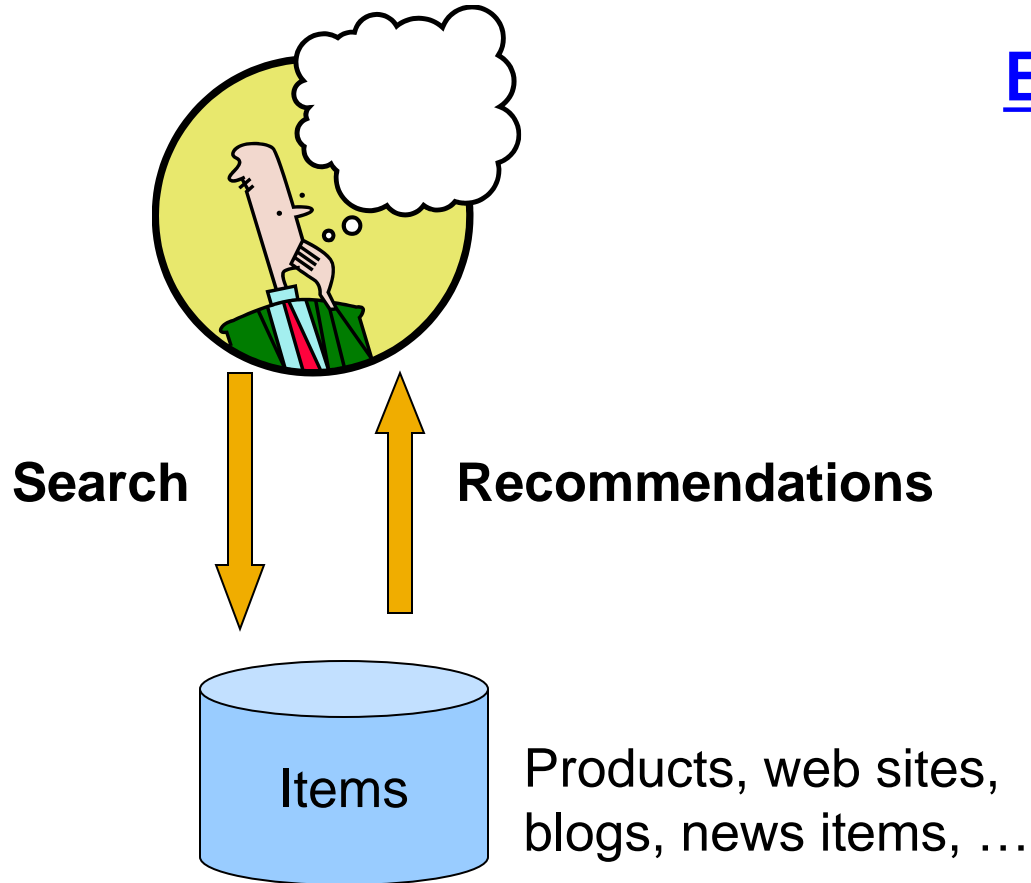 Search
Recommendations
Items
Products, web sites,
blogs, news items, …